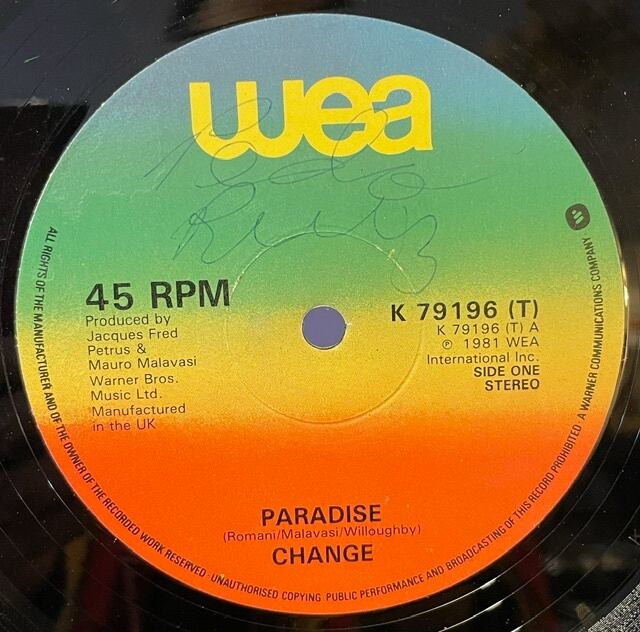 wea
45 RPM
Produced by
Jacques Fred
Petrus &
Mauro Malavasi
Warner Bros.
Music Ltd.
Manufactured
in the UK
K 79196 (T)
K 79196 (T) A
℗ 1981 WEA
International Inc.
SIDE ONE
STEREO
PARADISE
(Romani/Malavasi/Willoughby)
CHANGE
ALL RIGHTS OF THE MANUFACTURER AND OF THE OWNER OF THE RECORDED WORK RESERVED · UNAUTHORISED COPYING PUBLIC PERFORMANCE AND BROADCASTING OF THIS RECORD PROHIBITED · A WARNER COMMUNICATIONS COMPANY